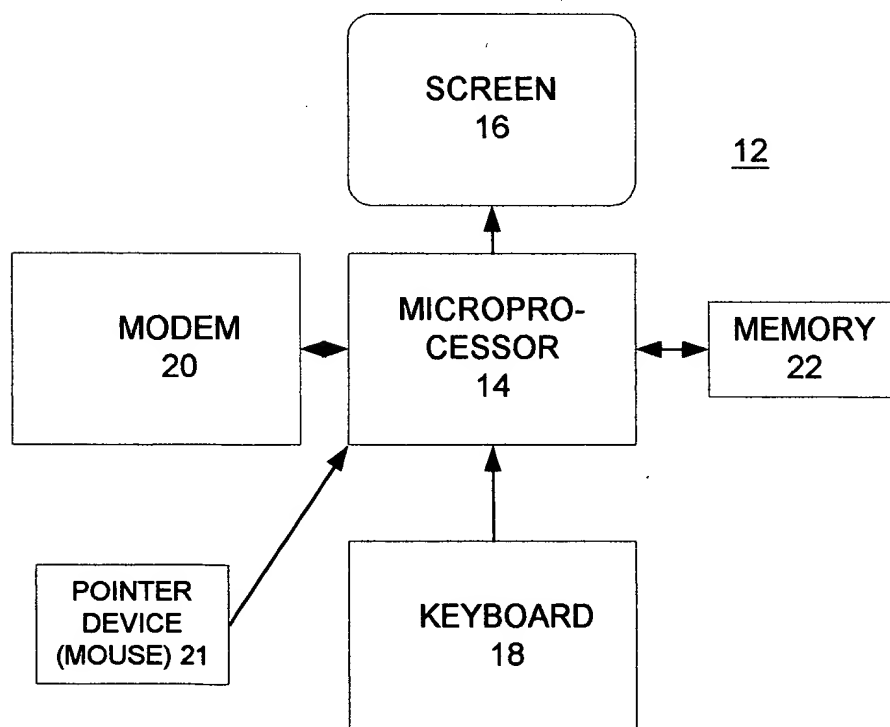 SCREEN
16
12
MODEM
20
MICROPRO-
CESSOR
14
MEMORY
22
POINTER
DEVICE
(MOUSE) 21
KEYBOARD
18